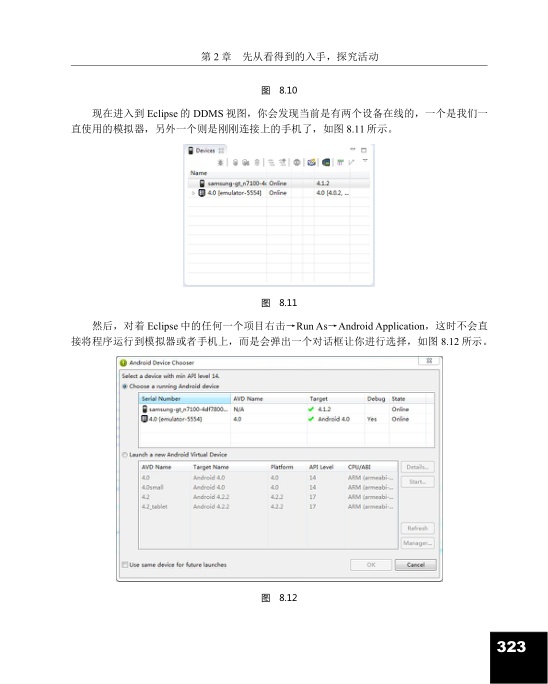 第 2 章 先从看得到的入手，探究活动
图 8.10
现在进入到 Eclipse 的 DDMS 视图，你会发现当前是有两个设备在线的，一个是我们一
直使用的模拟器，另外一个则是刚刚连接上的手机了，如图 8.11 所示。
Devices
Name
samsung-gt_n7100-4 Online 4.1.2
4.0 [emulator-5554] Online 4.0 [4.0.2, ...
图 8.11
然后，对着 Eclipse 中的任何一个项目右击→Run As→Android Application，这时不会直
接将程序运行到模拟器或者手机上，而是会弹出一个对话框让你进行选择，如图 8.12 所示。
Android Device Chooser
Select a device with min API level 14.
Choose a running Android device
Serial Number AVD Name Target Debug State
samsung-gt_n7100-4df7800... N/A 4.1.2 Online
4.0 [emulator-5554] 4.0 Android 4.0 Yes Online
Launch a new Android Virtual Device
AVD Name Target Name Platform API Level CPU/ABI Details...
4.0 Android 4.0 4.0 14 ARM (armeabi-...
Start...
4.0small Android 4.0 4.0 14 ARM (armeabi-...
4.2 Android 4.2.2 4.2.2 17 ARM (armeabi-...
4.2_tablet Android 4.2.2 4.2.2 17 ARM (armeabi-...
Refresh
Manager...
Use same device for future launches OK Cancel
图 8.12
323